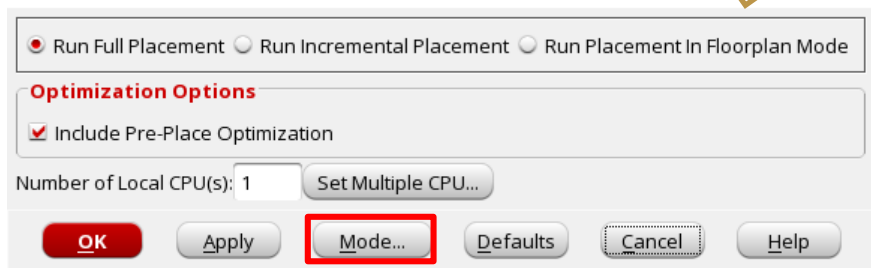 Run Full Placement Run Incremental Placement Run Placement In Floorplan Mode
Optimization Options
Include Pre-Place Optimization
Number of Local CPU(s): 1 Set Multiple CPU...
OK Apply Mode... Defaults Cancel Help